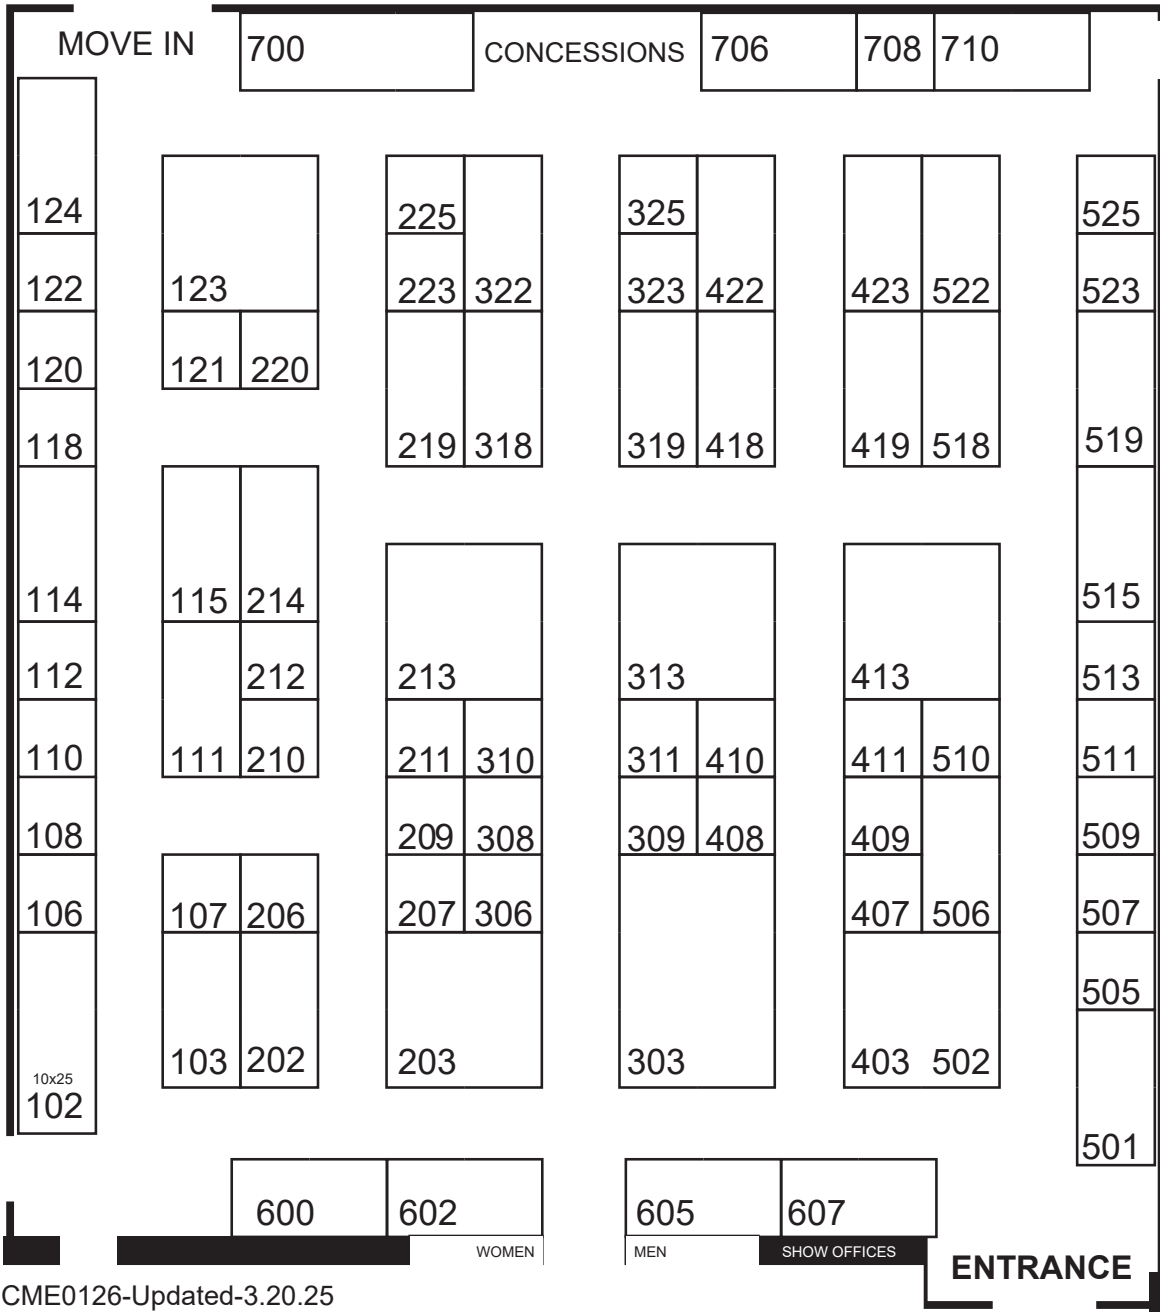 MOVE IN 700 CONCESSIONS 706 708 710
124 225 325 525
122 123 223 322 323 422 423 522 523
120 121 220
118 219 318 319 418 419 518 519
114 115 214 515
112 212 213 313 413 513
110 111 210 211 310 311 410 411 510 511
108 209 308 309 408 409 509
106 107 206 207 306 407 506 507
505
103 202 203 303 403 502
10x25
102
501
600 602 605 607
WOMEN MEN SHOW OFFICES
ENTRANCE
CME0126-Updated-3.20.25